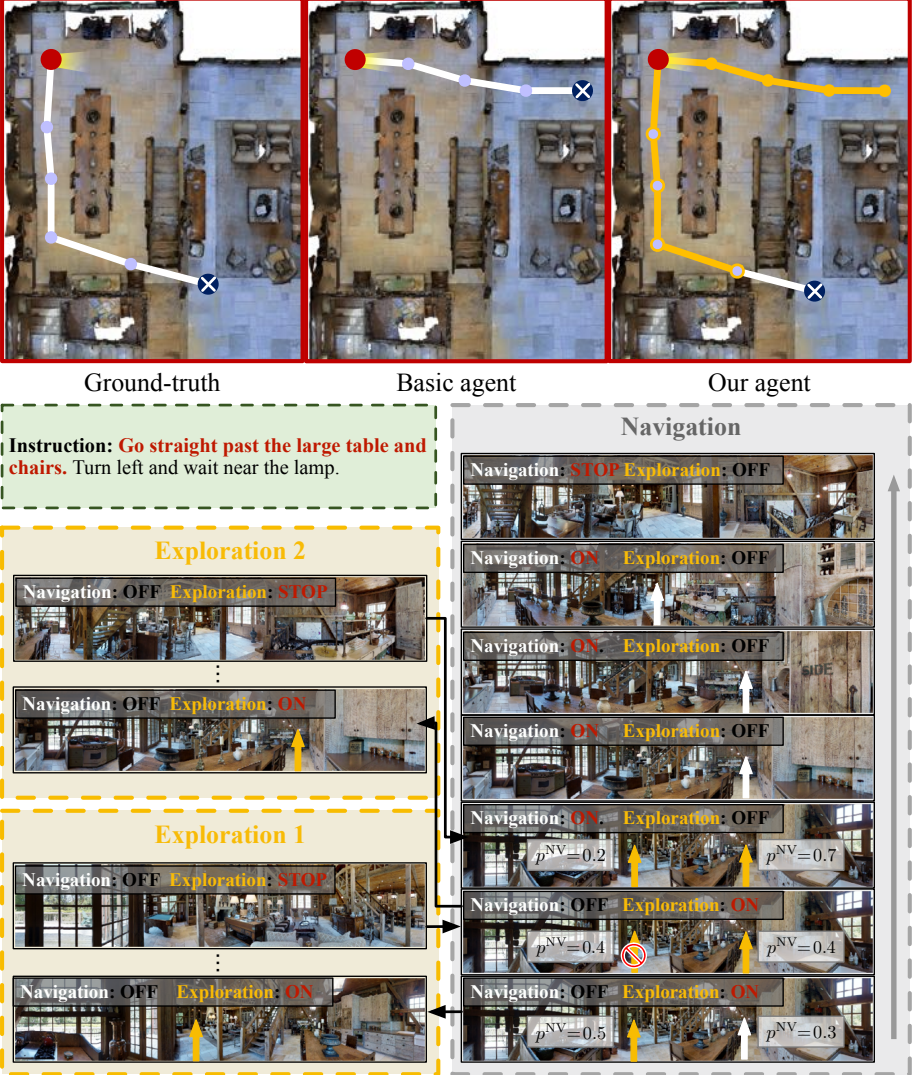 Ground-truth
Basic agent
Our agent
Instruction: Go straight past the large table and
chairs. Turn left and wait near the lamp.
Exploration 2
Navigation: OFF Exploration: STOP
⋮
Navigation: OFF Exploration: ON
Exploration 1
Navigation: OFF Exploration: STOP
⋮
Navigation: OFF Exploration: ON
Navigation
Navigation: STOP Exploration: OFF
Navigation: ON Exploration: OFF
Navigation: ON. Exploration: OFF
SIDE
Navigation: ON Exploration: OFF
Navigation: ON. Exploration: OFF
p^NV=0.2
p^NV=0.7
Navigation: OFF Exploration: ON
p^NV=0.4
p^NV=0.4
Navigation: OFF Exploration: ON
p^NV=0.5
p^NV=0.3